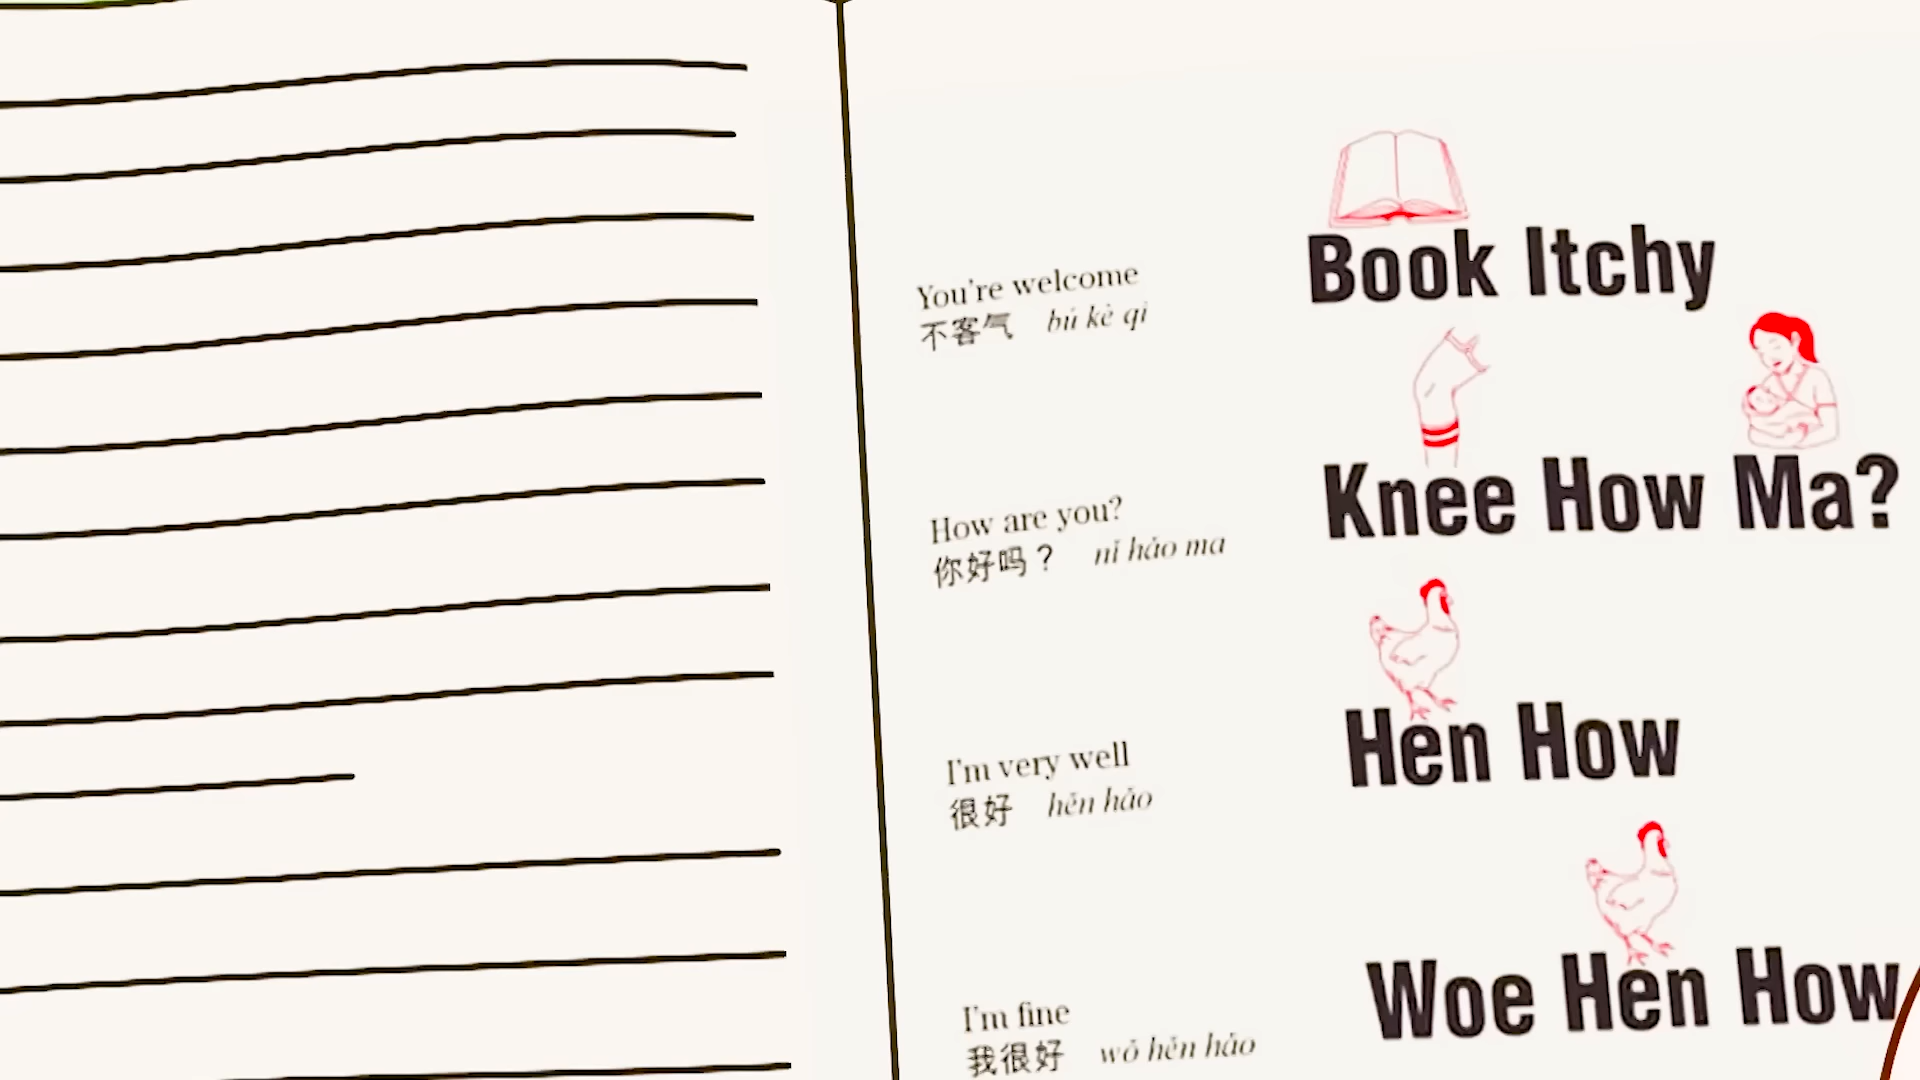 Book Itchy
You're welcome
不客气 bú kè qì
Knee How Ma?
How are you?
你好吗？ nǐ hǎo ma
Hen How
I'm very well
很好 hěn hǎo
Woe Hen How
I'm fine
我很好 wǒ hěn hǎo